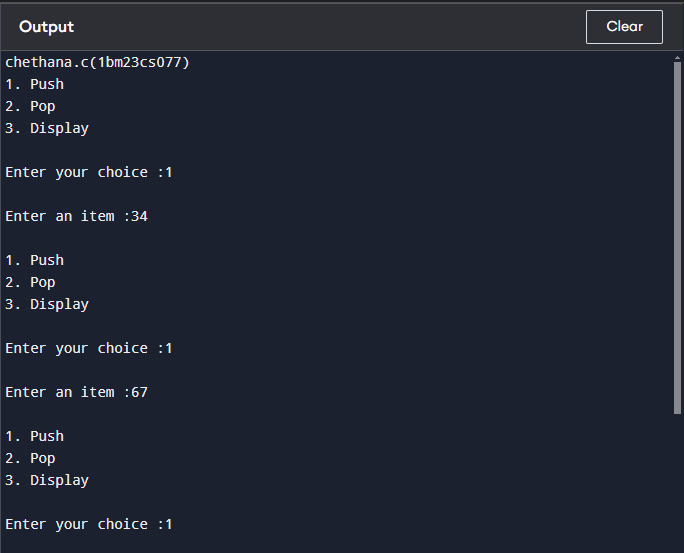 Output
Clear
chethana.c(1bm23cs077)
1. Push
2. Pop
3. Display
Enter your choice :1
Enter an item :34
1. Push
2. Pop
3. Display
Enter your choice :1
Enter an item :67
1. Push
2. Pop
3. Display
Enter your choice :1